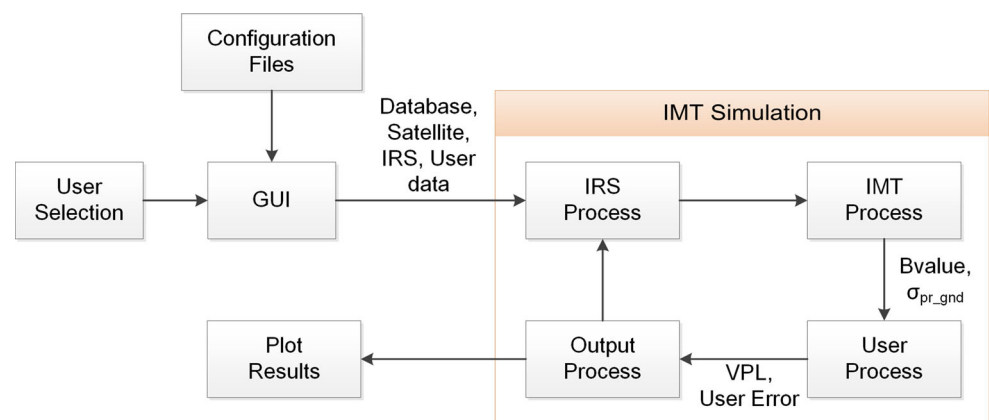 Configuration
Files
Database,
Satellite,
IRS, User
data
IMT Simulation
User
Selection
GUI
IRS
Process
IMT
Process
Bvalue,
σpr_gnd
Plot
Results
Output
Process
VPL,
User Error
User
Process